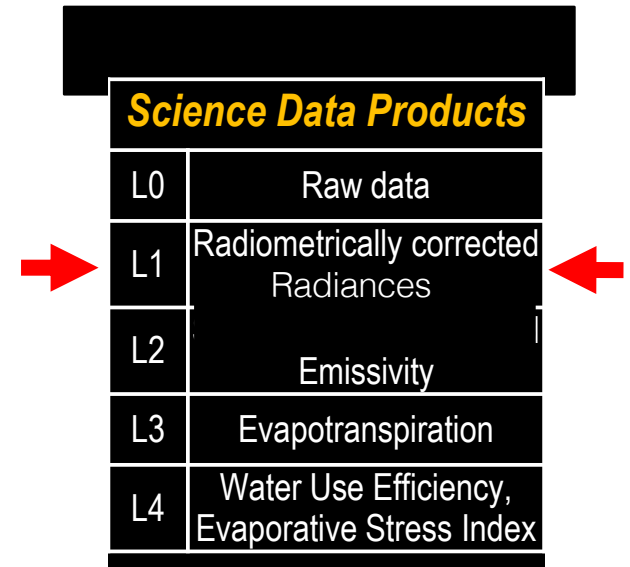 Science Data Products
L0 Raw data
L1 Radiometrically corrected
Radiances
L2 Emissivity
L3 Evapotranspiration
L4 Water Use Efficiency,
Evaporative Stress Index